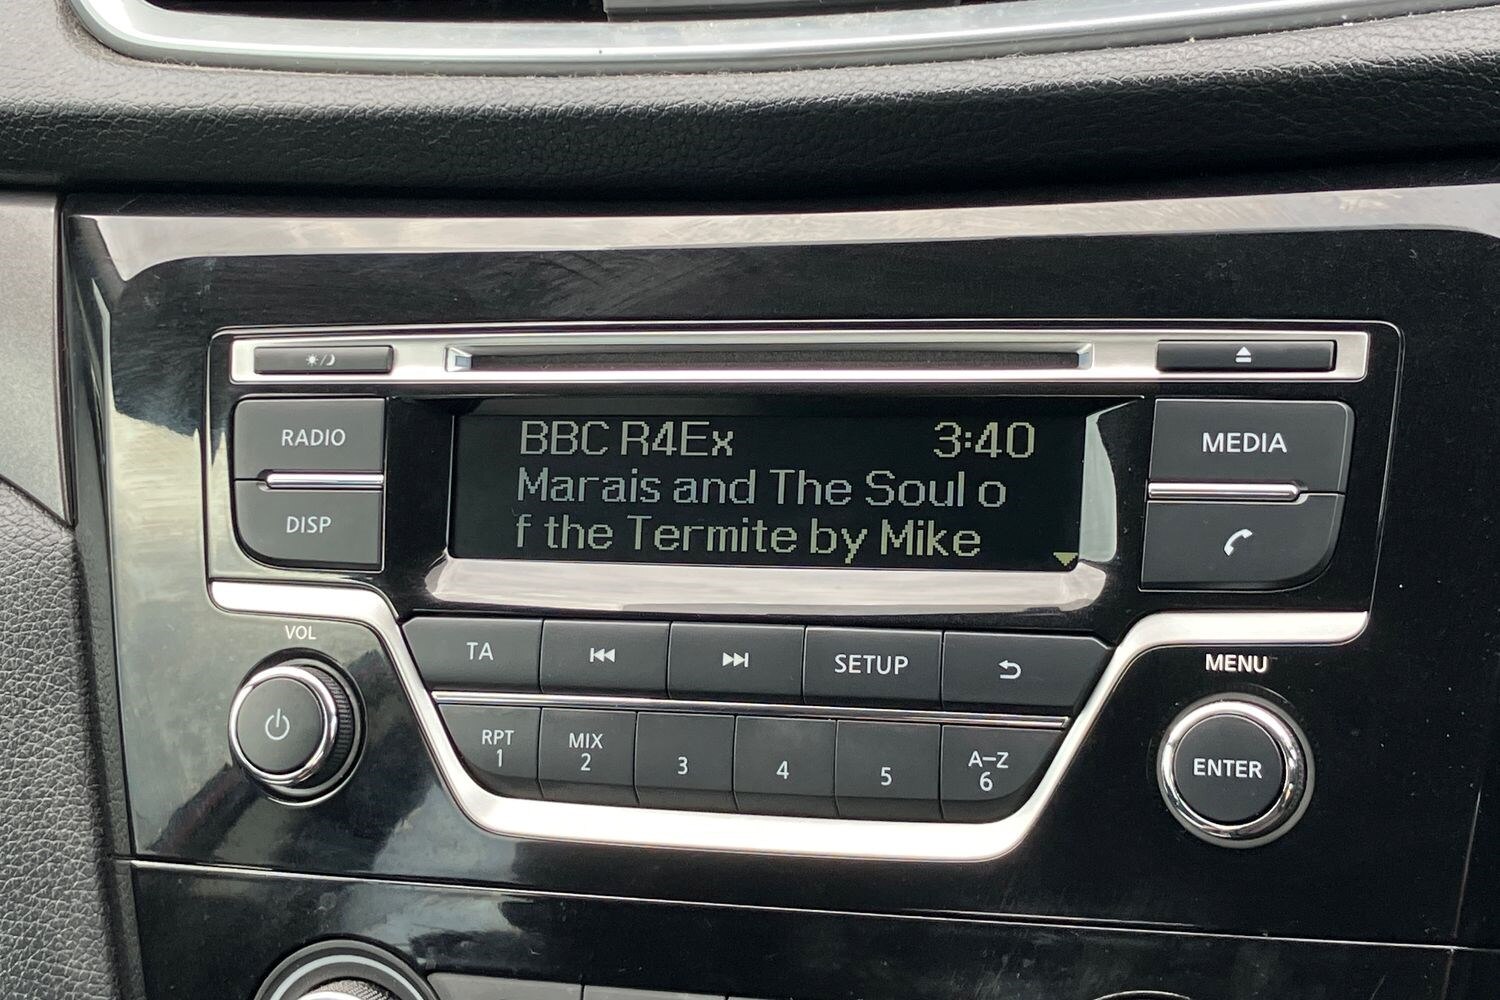 BBC R4Ex 3:40
Marais and The Soul o
f the Termite by Mike
RADIO
DISP
MEDIA
VOL
TA
SETUP
MENU
RPT
1
MIX
2
3
4
5
A–Z
6
ENTER